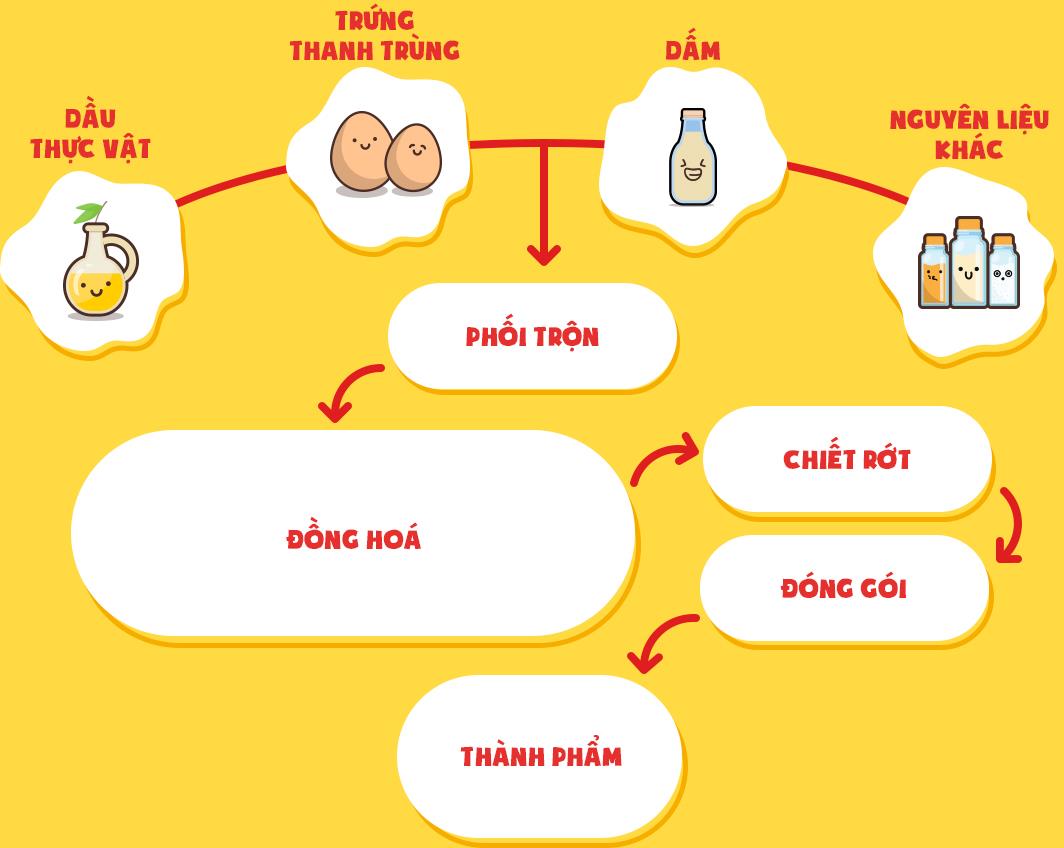 TRỨNG
THANH TRÙNG
DẤM
DẦU
THỰC VẬT
NGUYÊN LIỆU
KHÁC
PHỐI TRỘN
CHIẾT RỚT
ĐỒNG HOÁ
ĐÓNG GÓI
THÀNH PHẨM